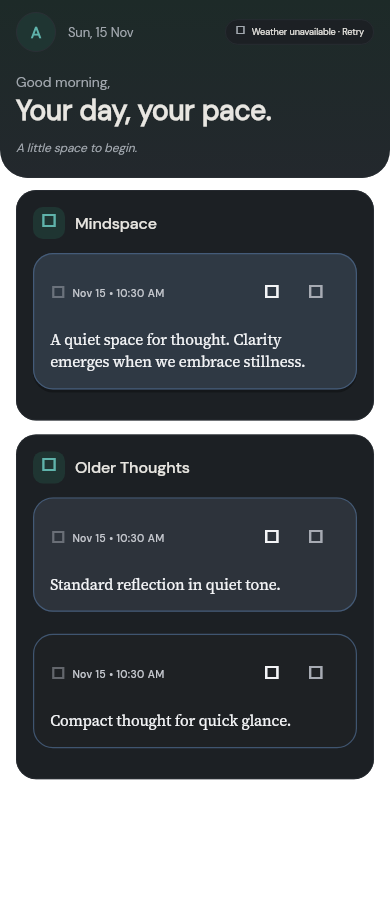 A
Sun, 15 Nov
Weather unavailable · Retry
Good morning,
Your day, your pace.
A little space to begin.
Mindspace
Nov 15 • 10:30 AM
A quiet space for thought. Clarity
emerges when we embrace stillness.
Older Thoughts
Nov 15 • 10:30 AM
Standard reflection in quiet tone.
Nov 15 • 10:30 AM
Compact thought for quick glance.